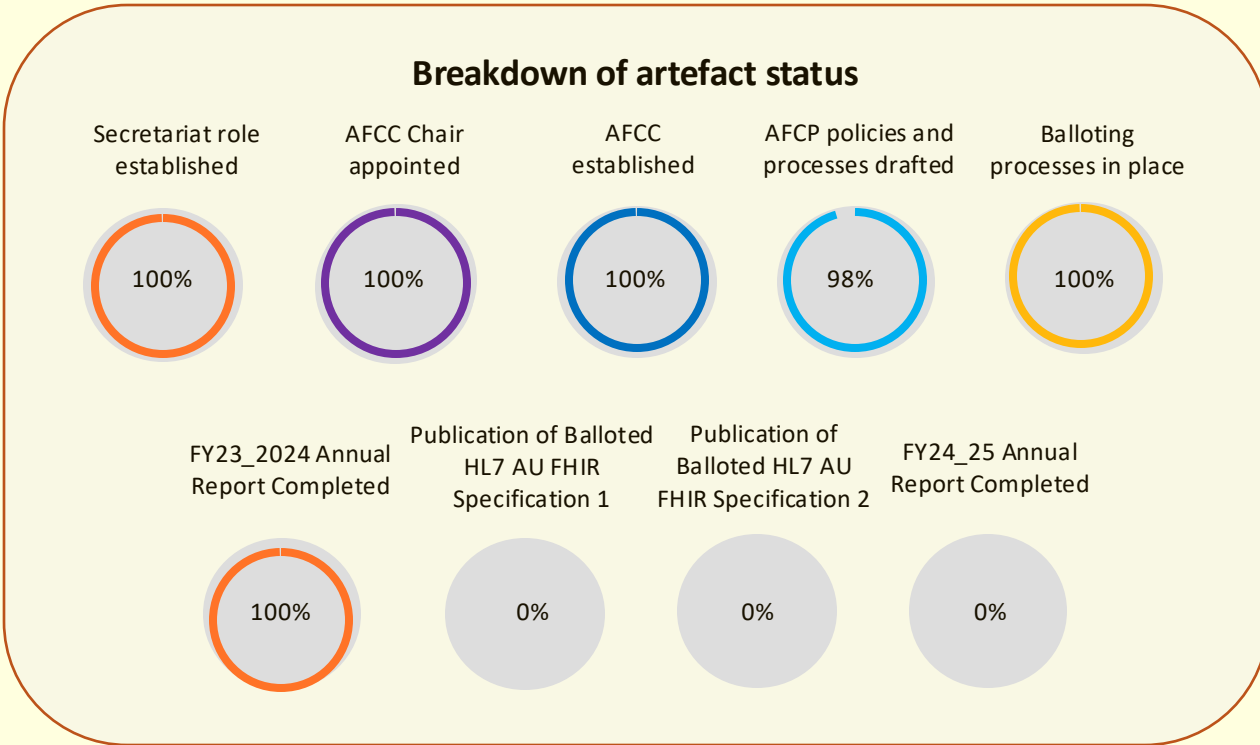 Breakdown of artefact status
Secretariat role
established
AFCC Chair
appointed
AFCC
established
AFCP policies and
processes drafted
Balloting
processes in place
100%
100%
100%
98%
100%
FY23_2024 Annual
Report Completed
Publication of Balloted
HL7 AU FHIR
Specification 1
Publication of
Balloted HL7 AU
FHIR Specification 2
FY24_25 Annual
Report Completed
100%
0%
0%
0%